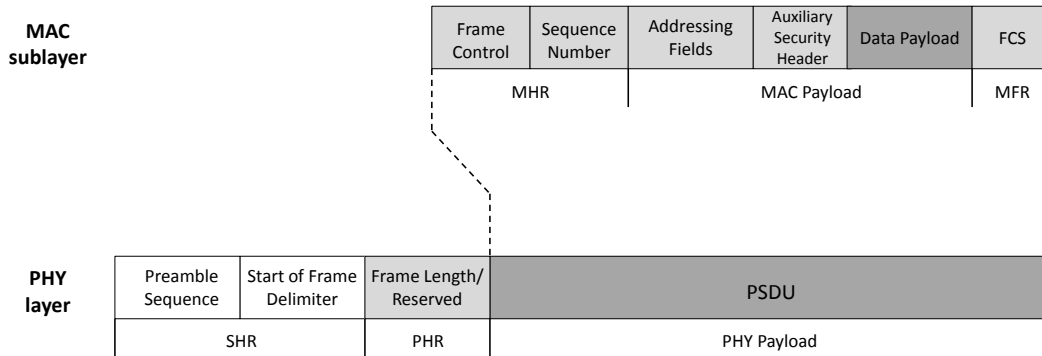 MAC
sublayer
Frame
Control
Sequence
Number
Addressing
Fields
Auxiliary
Security
Header
Data Payload
FCS
MHR
MAC Payload
MFR
PHY
layer
Preamble
Sequence
Start of Frame
Delimiter
Frame Length/
Reserved
PSDU
SHR
PHR
PHY Payload